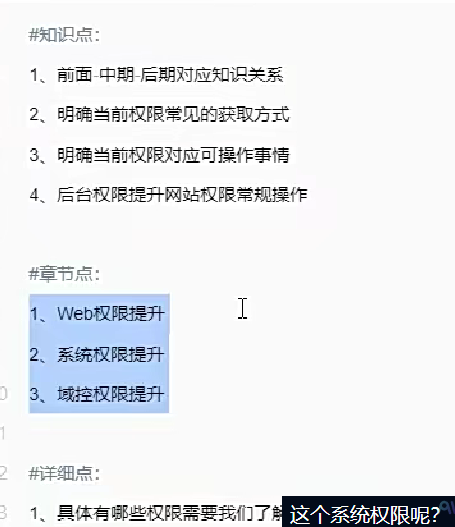 #知识点：
1、前面-中期-后期对应知识关系
2、明确当前权限常见的获取方式
3、明确当前权限对应可操作事情
4、后台权限提升网站权限常规操作
#章节点：
1、Web权限提升
2、系统权限提升
3、域控权限提升
#详细点：
1、具体有哪些权限需要我们了
这个系统权限呢？